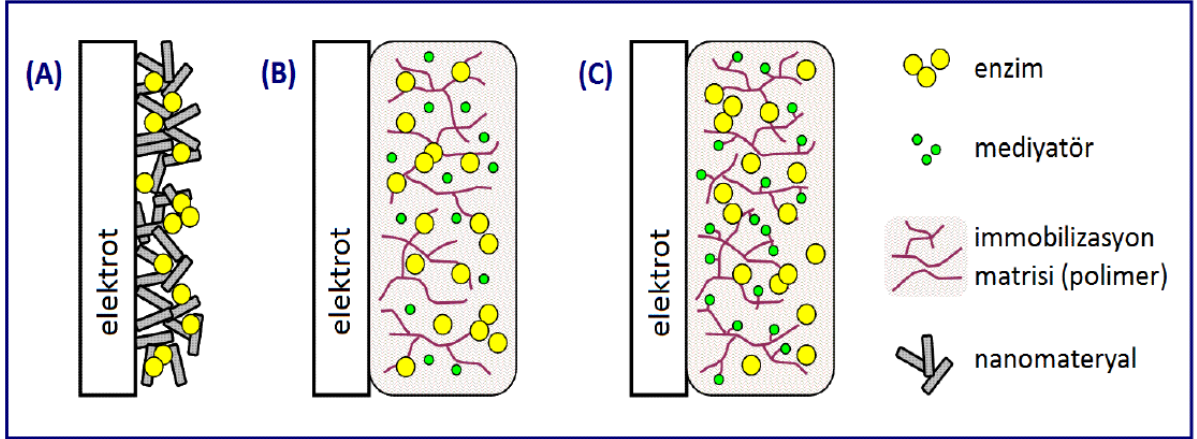 (A)
elektrot
(B)
elektrot
(C)
elektrot
enzim
mediyatör
immobilizasyon
matrisi (polimer)
nanomateryal